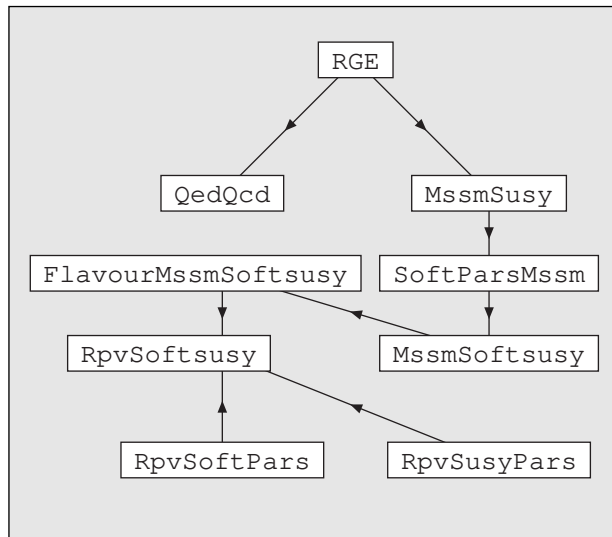 RGE
QedQcd
MssmSusy
FlavourMssmSoftsusy
SoftParsMssm
RpvSoftsusy
MssmSoftsusy
RpvSoftPars
RpvSusyPars